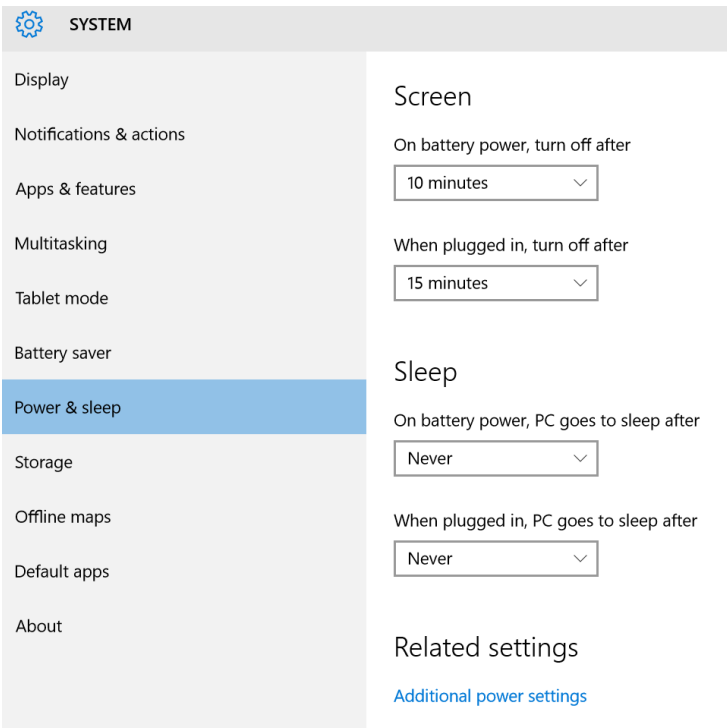 SYSTEM
Display
Notifications & actions
Apps & features
Multitasking
Tablet mode
Battery saver
Power & sleep
Storage
Offline maps
Default apps
About
Screen
On battery power, turn off after
10 minutes
When plugged in, turn off after
15 minutes
Sleep
On battery power, PC goes to sleep after
Never
When plugged in, PC goes to sleep after
Never
Related settings
Additional power settings